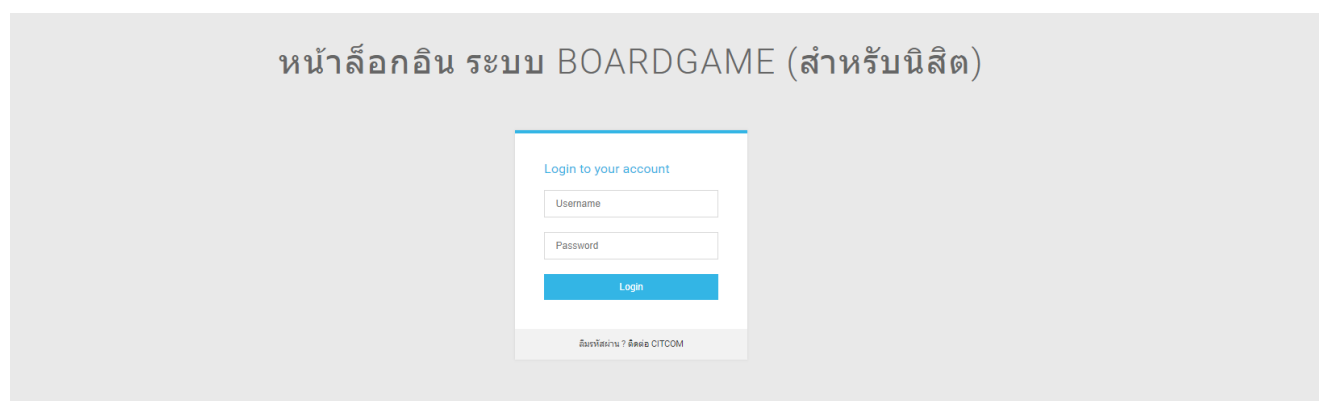 หน้าล็อกอิน ระบบ BOARDGAME (สำหรับนิสิต)
Login to your account
Username
Password
Login
ลืมรหัสผ่าน ? ติดต่อ CITCOM